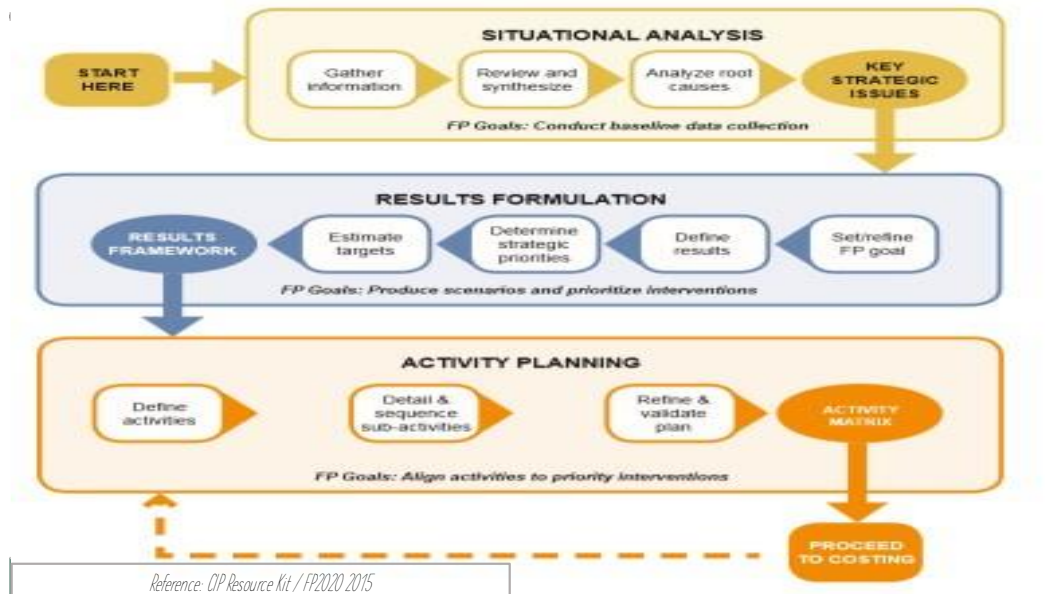 SITUATIONAL ANALYSIS
START
HERE
Gather
information
Review and
synthesize
Analyze root
causes
KEY
STRATEGIC
ISSUES
FP Goals: Conduct baseline data collection
RESULTS FORMULATION
RESULTS
FRAMEWORK
Estimate
targets
Determine
strategic
priorities
Define
results
Set/refine
FP goal
FP Goals: Produce scenarios and prioritize interventions
ACTIVITY PLANNING
Define
activities
Detail &
sequence
sub-activities
Refine &
validate
plan
ACTIVITY
MATRIX
FP Goals: Align activities to priority interventions
PROCEED
TO COSTING
Reference: CIP Resource Kit / FP2020 2015